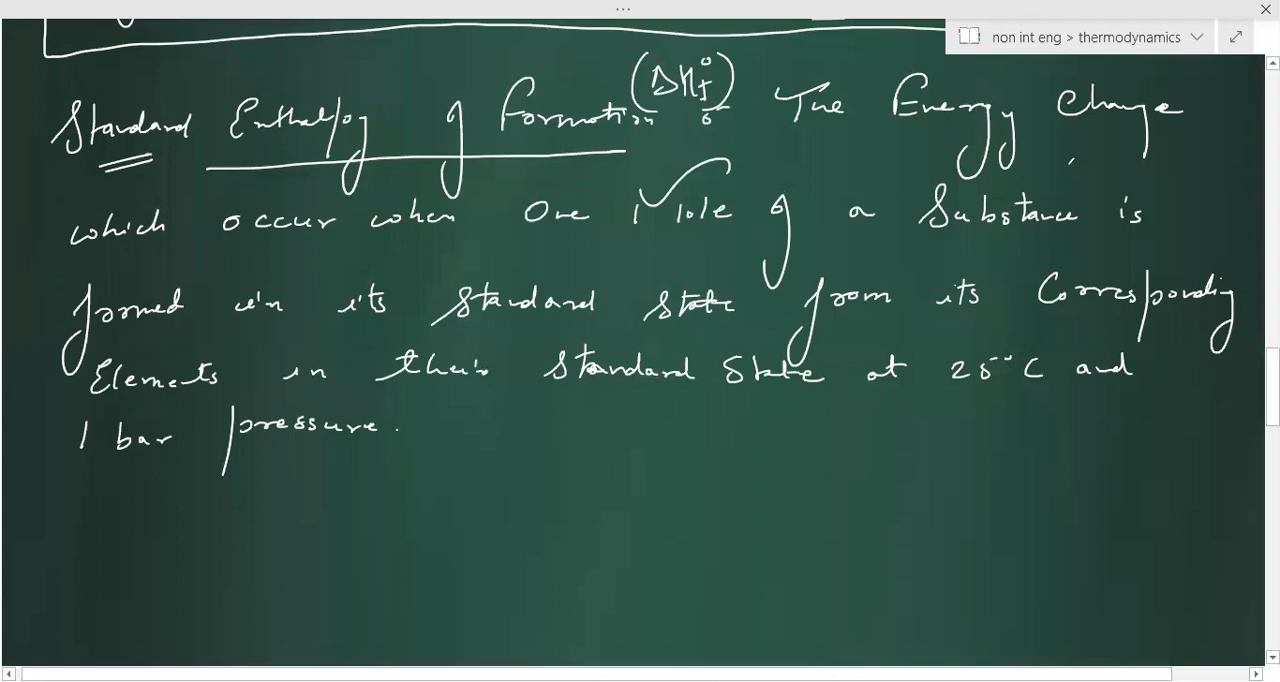 non int eng > thermodynamics
Standard Enthalpy of Formation (ΔHf°) The Energy Change
which occur when One Mole of a Substance is
formed in its standard state from its Corresponding
Elements in their standard State at 25°C and
1 bar pressure.